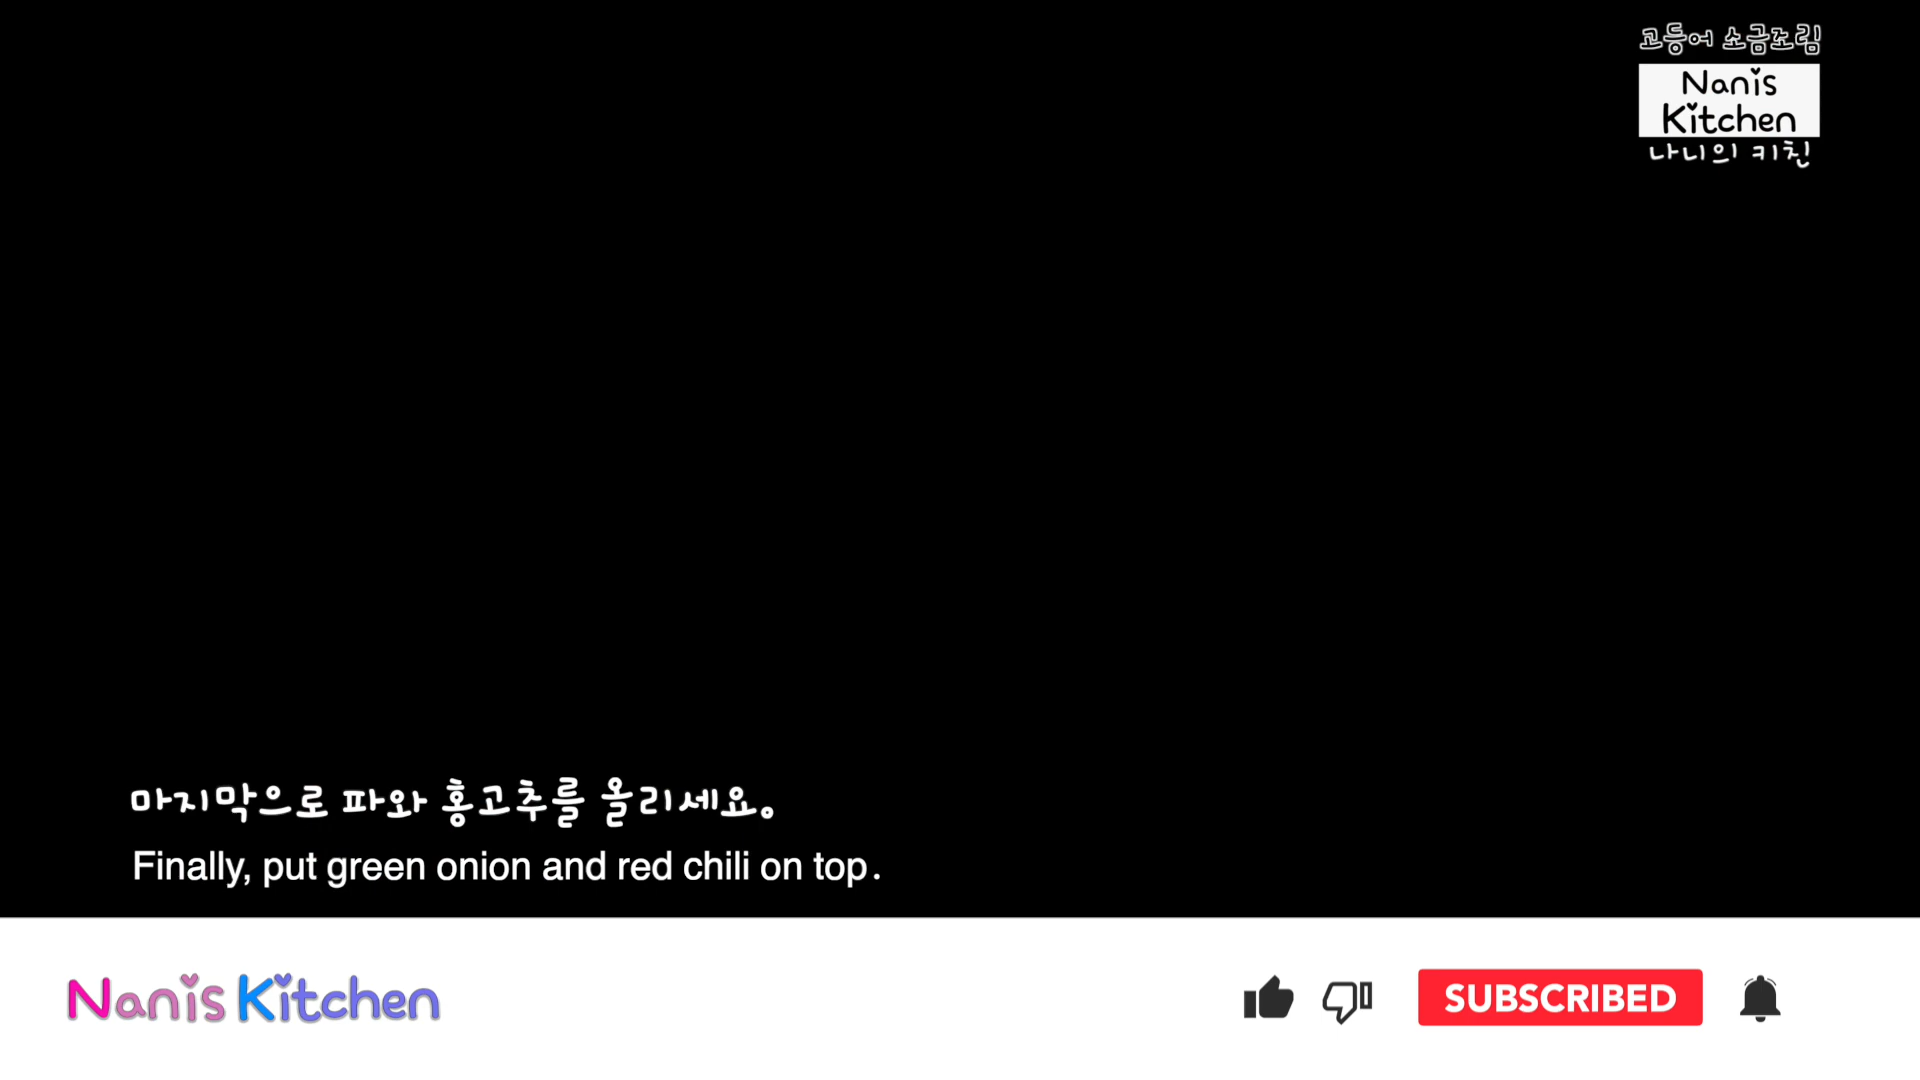 고등어 소금조림
Nanis
Kitchen
나니의 키친
마지막으로 파와 홍고추를 올리세요。
Finally, put green onion and red chili on top.
Nanis Kitchen
SUBSCRIBED